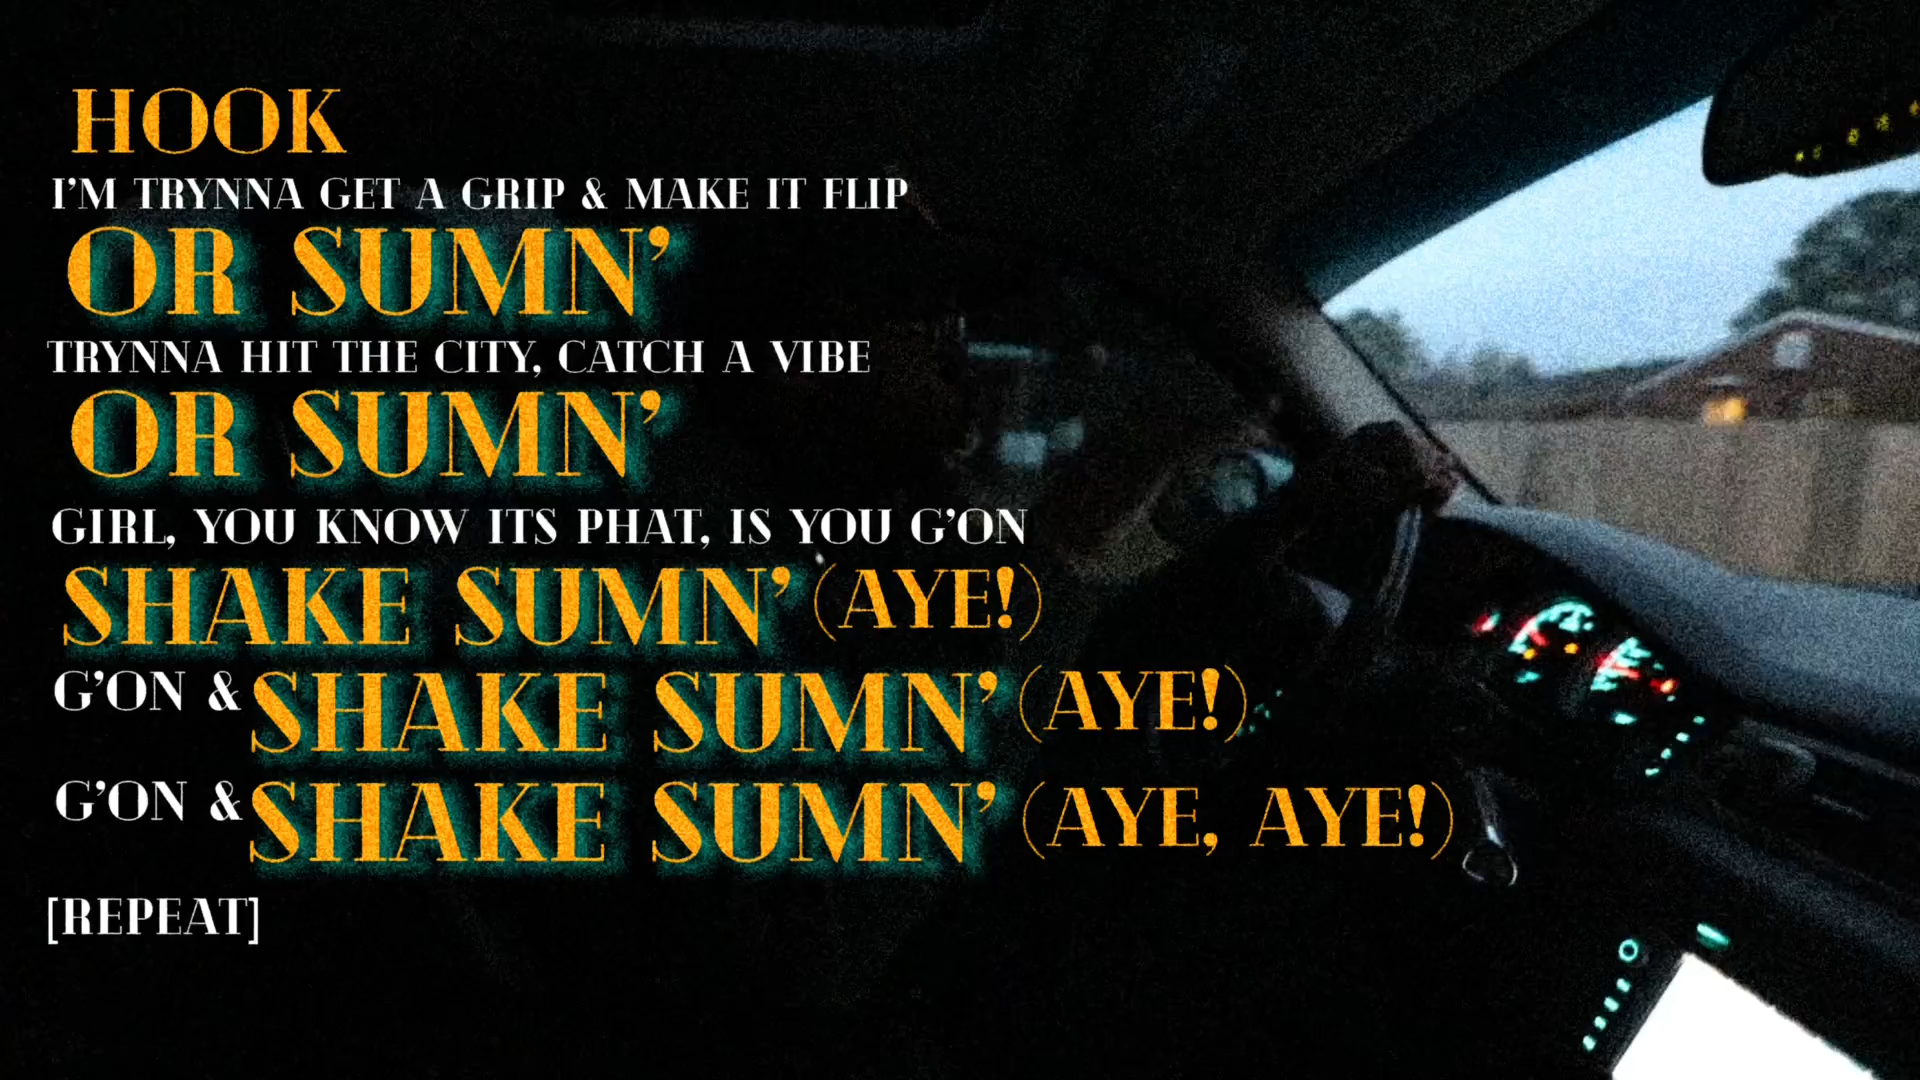 HOOK
I'M TRYNNA GET A GRIP & MAKE IT FLIP
OR SUMN'
TRYNNA HIT THE CITY, CATCH A VIBE
OR SUMN'
GIRL, YOU KNOW ITS PHAT, IS YOU G'ON
SHAKE SUMN' (AYE!)
G'ON & SHAKE SUMN' (AYE!)
G'ON & SHAKE SUMN' (AYE, AYE!)
[REPEAT]